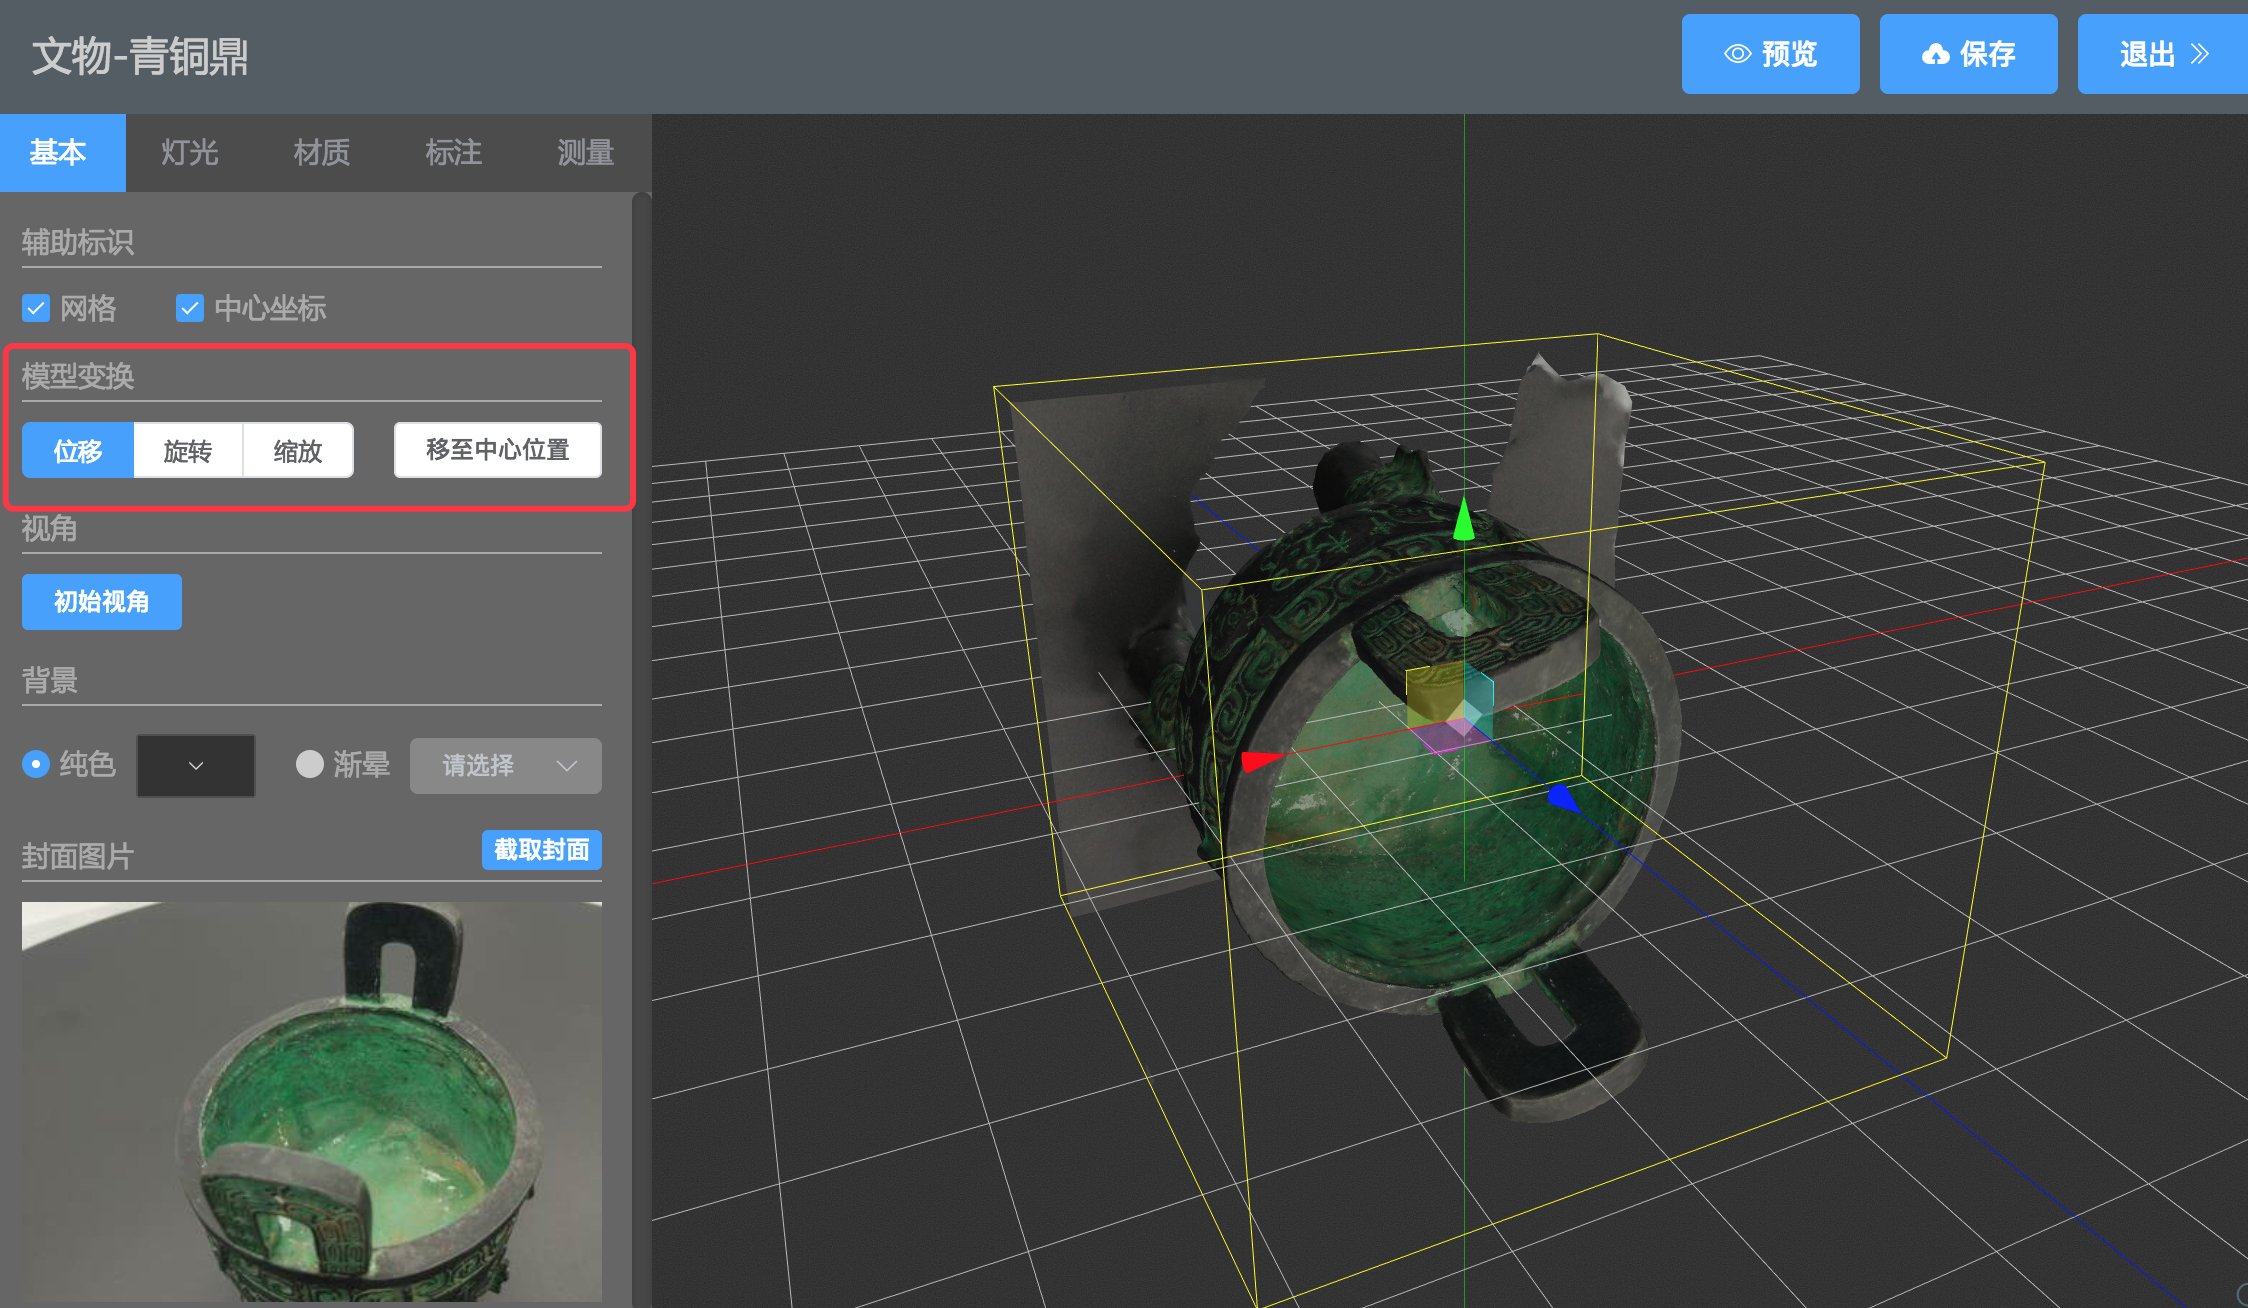 文物-青铜鼎
预览
保存
退出
基本
灯光
材质
标注
测量
辅助标识
网格
中心坐标
模型变换
位移
旋转
缩放
移至中心位置
视角
初始视角
背景
纯色
渐晕
请选择
封面图片
截取封面